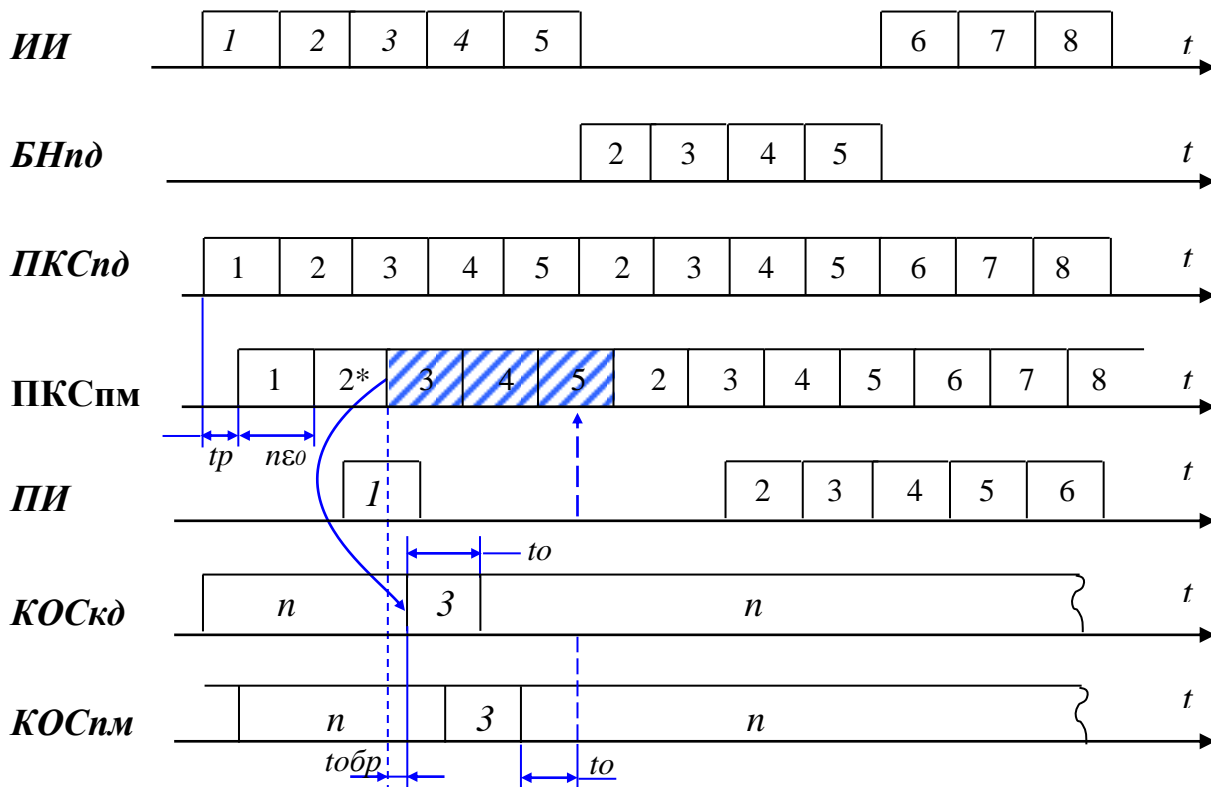 ИИ 1 2 3 4 5 6 7 8 t
БНпд 2 3 4 5 t
ПКСпд 1 2 3 4 5 2 3 4 5 6 7 8 t
ПКСпм 1 2* 3 4 5 2 3 4 5 6 7 8 t
tp nε0
ПИ 1 2 3 4 5 6 t
to
КОСкд п 3 п t
КОСпм п 3 п t
tобр to